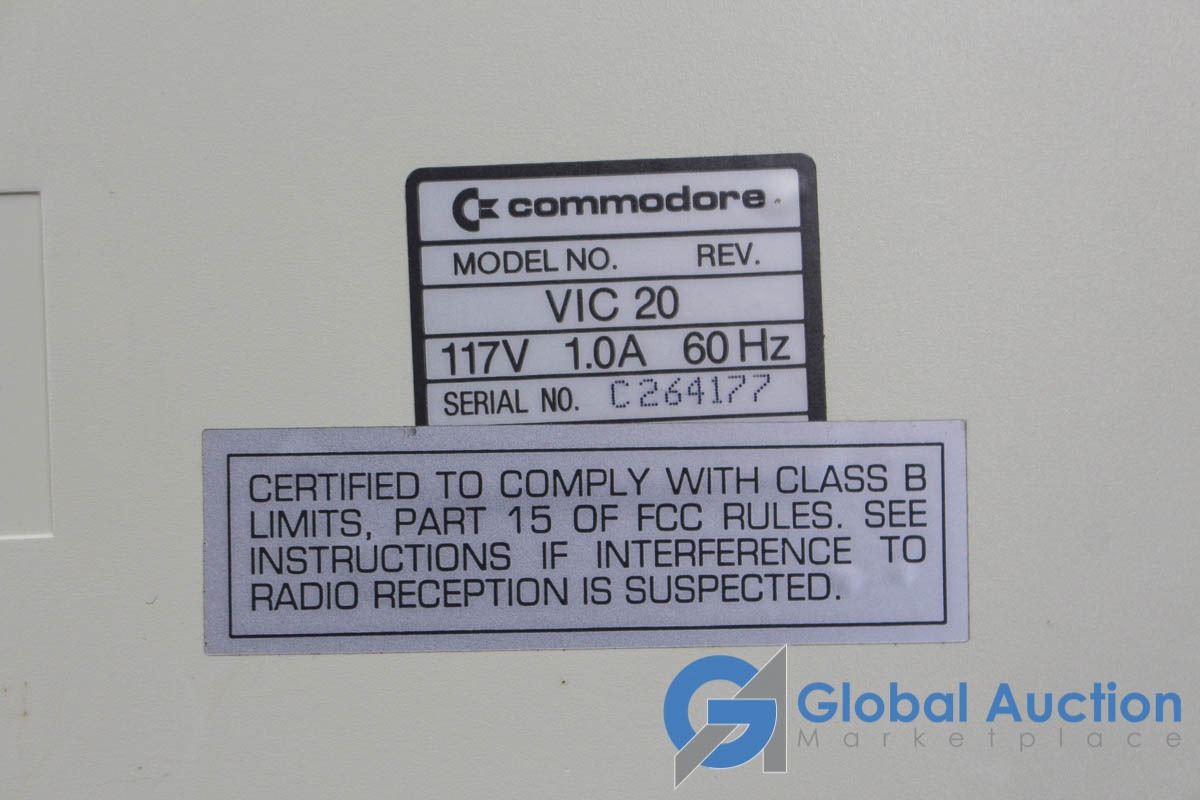 commodore
MODEL NO. REV.
VIC 20
117V 1.0A 60 Hz
SERIAL NO. C264177
CERTIFIED TO COMPLY WITH CLASS B
LIMITS, PART 15 OF FCC RULES. SEE
INSTRUCTIONS IF INTERFERENCE TO
RADIO RECEPTION IS SUSPECTED.
Global Auction
Marketplace